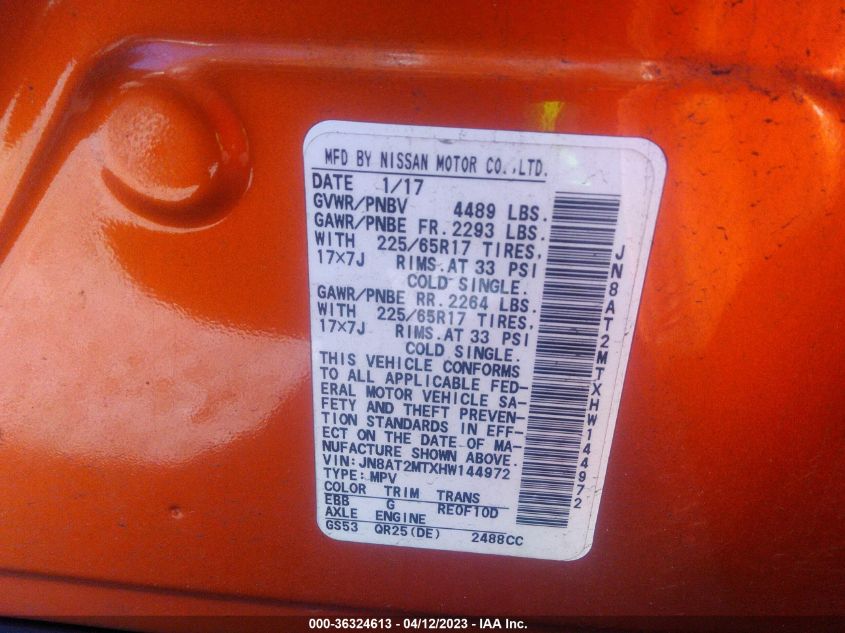 MFD BY NISSAN MOTOR CO.,LTD.
DATE 1/17
GVWR/PNBV 4489 LBS.
GAWR/PNBE FR. 2293 LBS.
WITH 225/65R17 TIRES,
17×7J RIMS.AT 33 PSI
COLD SINGLE.
GAWR/PNBE RR. 2264 LBS.
WITH 225/65R17 TIRES,
17×7J RIMS.AT 33 PSI
COLD SINGLE.
THIS VEHICLE CONFORMS
TO ALL APPLICABLE FED-
ERAL MOTOR VEHICLE SA-
FETY AND THEFT PREVEN-
TION STANDARDS IN EFF-
ECT ON THE DATE OF MA-
NUFACTURE SHOWN ABOVE.
VIN:JN8AT2MTXHW144972
TYPE:MPV
COLOR TRIM TRANS
EBB G RE0F10D
AXLE ENGINE
GS53 QR25(DE) 2488CC
JN8AT2MTXHW144972
000-36324613 - 04/12/2023 - IAA Inc.